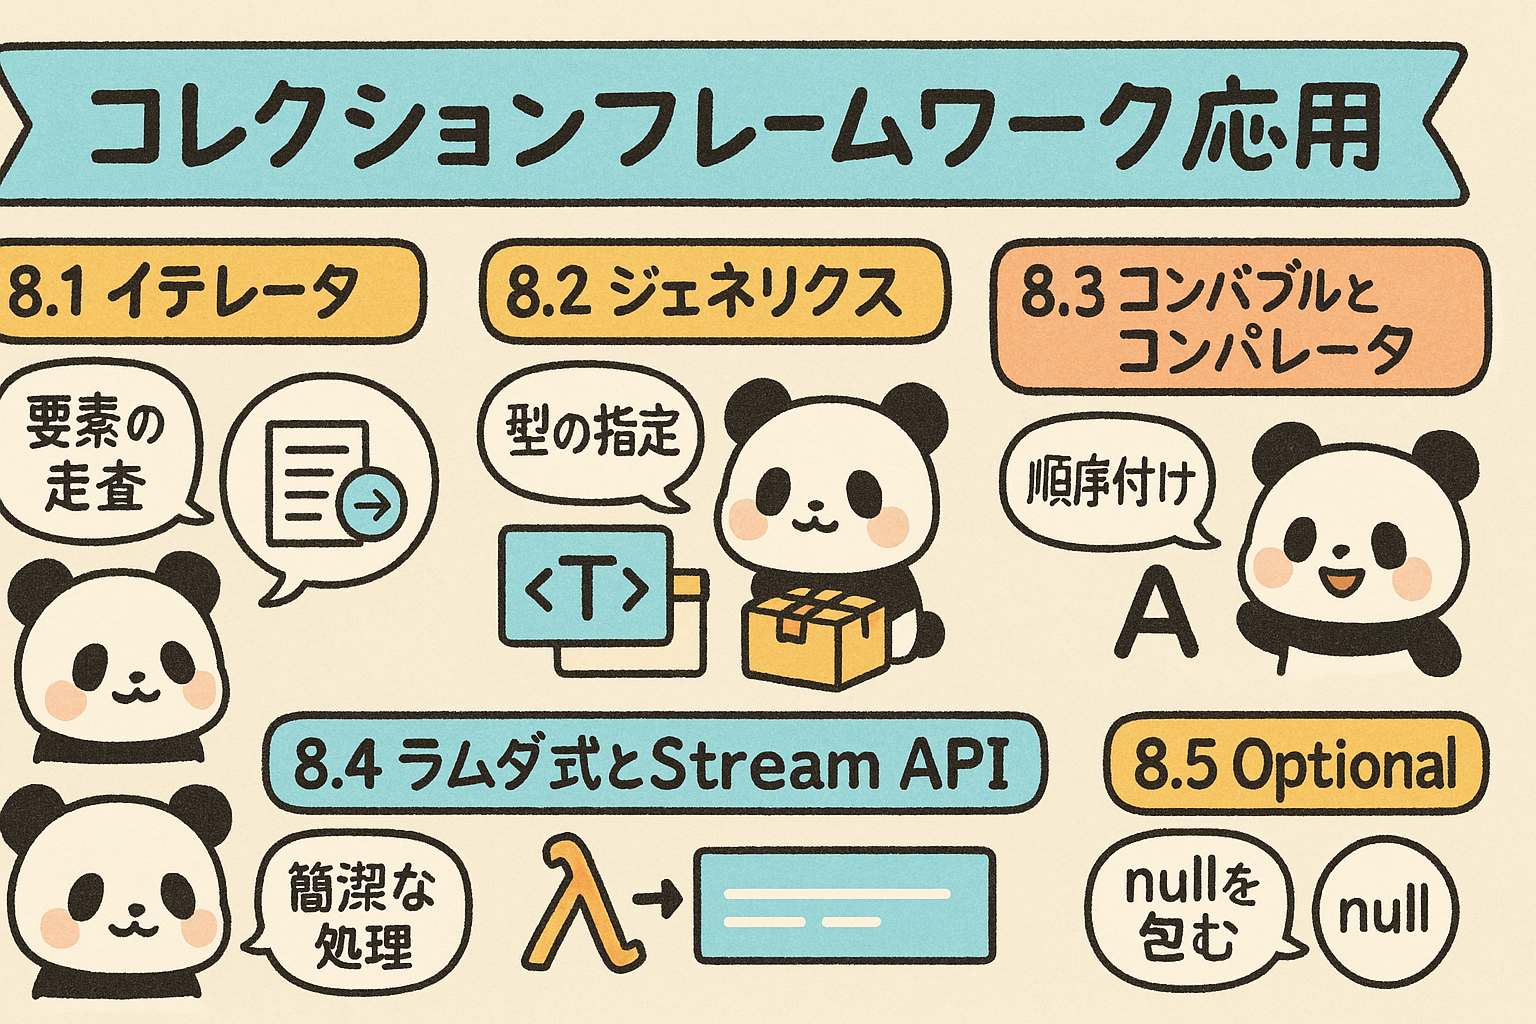 コレクションフレームワーク応用
8.1 イテレータ
8.2 ジェネリクス
8.3 コンバブルと
コンパレータ
要素の
走査
型の指定
<T>
順序付け
A
8.4 ラムダ式とStream API
8.5 Optional
簡潔な
処理
λ
nullを
包む
null